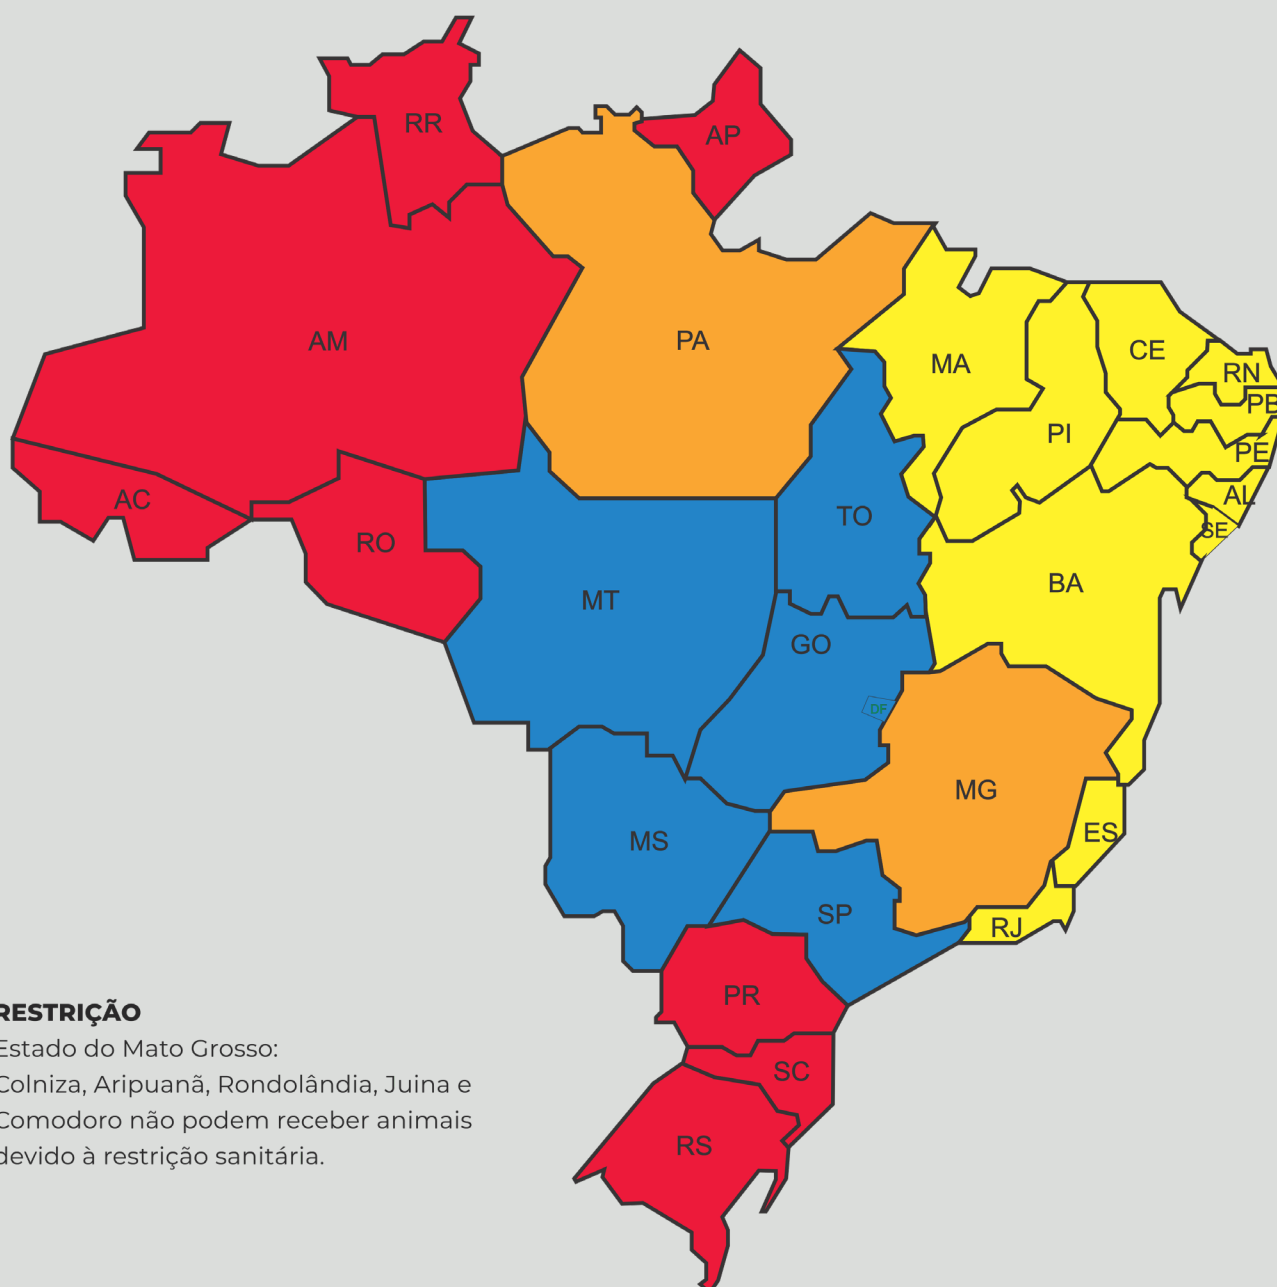 RR
AP
AM
PA
MA
CE
RN
PB
PI
PE
AC
AL
TO
SE
RO
BA
MT
GO
DF
MG
ES
MS
SP
RJ
PR
SC
RS
RESTRIÇÃO
Estado do Mato Grosso:
Colniza, Aripuanã, Rondolândia, Juina e
Comodoro não podem receber animais
devido à restrição sanitária.